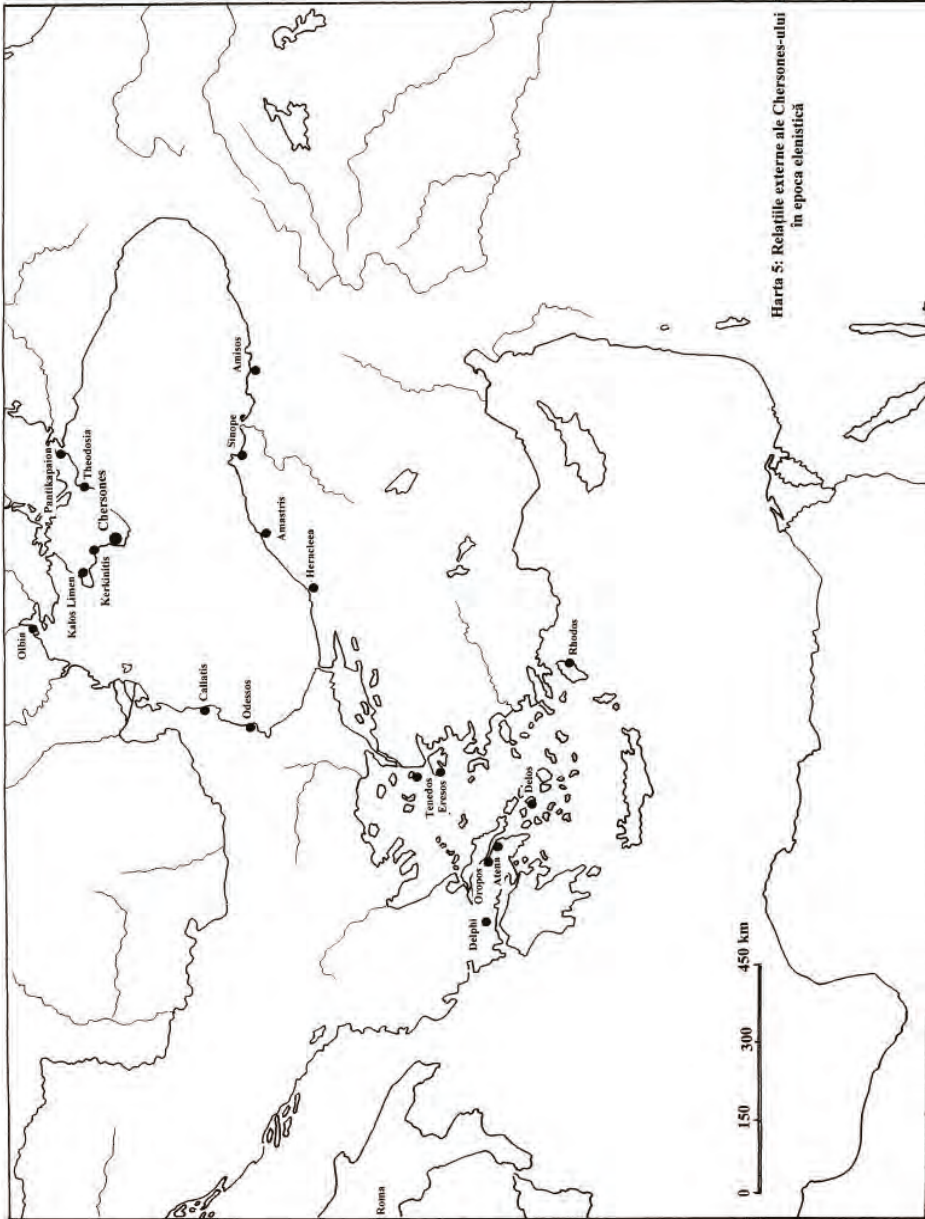 Olbia
Pantikapaion
Kalos Limen
Theodosia
Kerkinitis
Chersones
Callatis
Odessos
Sinope
Amisos
Amastris
Heracleea
Tenedos
Eresos
Roma
Delphi
Oropos
Atena
Delos
Rhodos
0 150 300 450 km
Harta 5: Relațiile externe ale Chersones-ului
în epoca elenistică